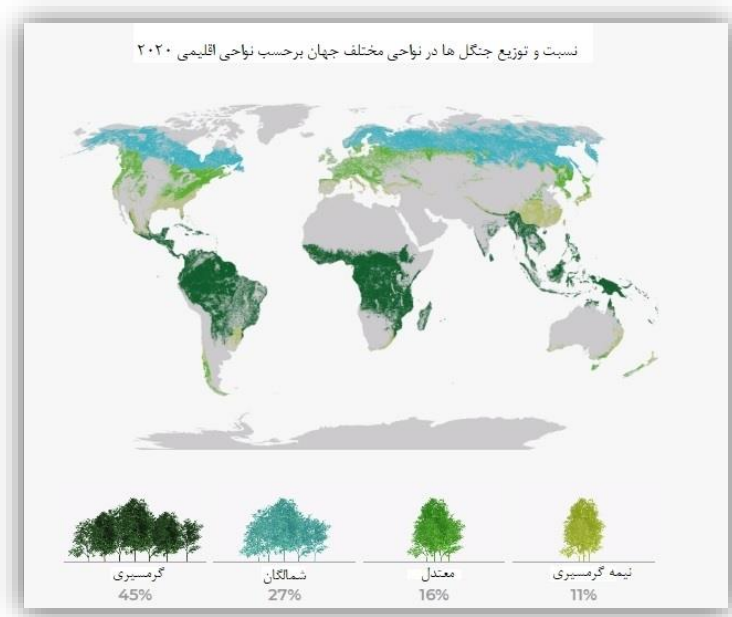 نسبت و توزیع جنگل ها در نواحی مختلف جهان برحسب نواحی اقلیمی ۲۰۲۰
گرمسیری شمالگان معتدل نیمه گرمسیری
45% 27% 16% 11%